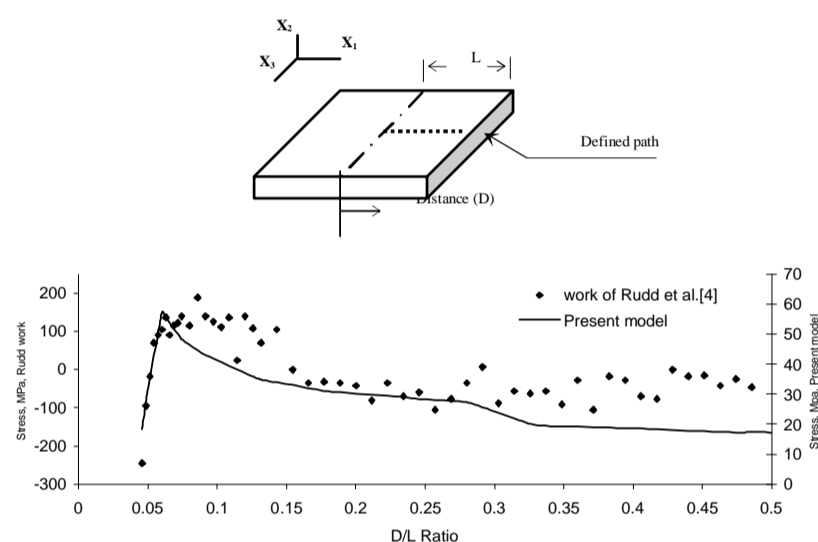 X2
X1
X3
L
Defined path
Distance (D)
work of Rudd et al.[4]
Present model
Stress, MPa, Rudd work
200
100
0
-100
-200
-300
70
60
50
40
30
20
10
0
Stress, Mpa, Present model
0 0.05 0.1 0.15 0.2 0.25 0.3 0.35 0.4 0.45 0.5
D/L Ratio